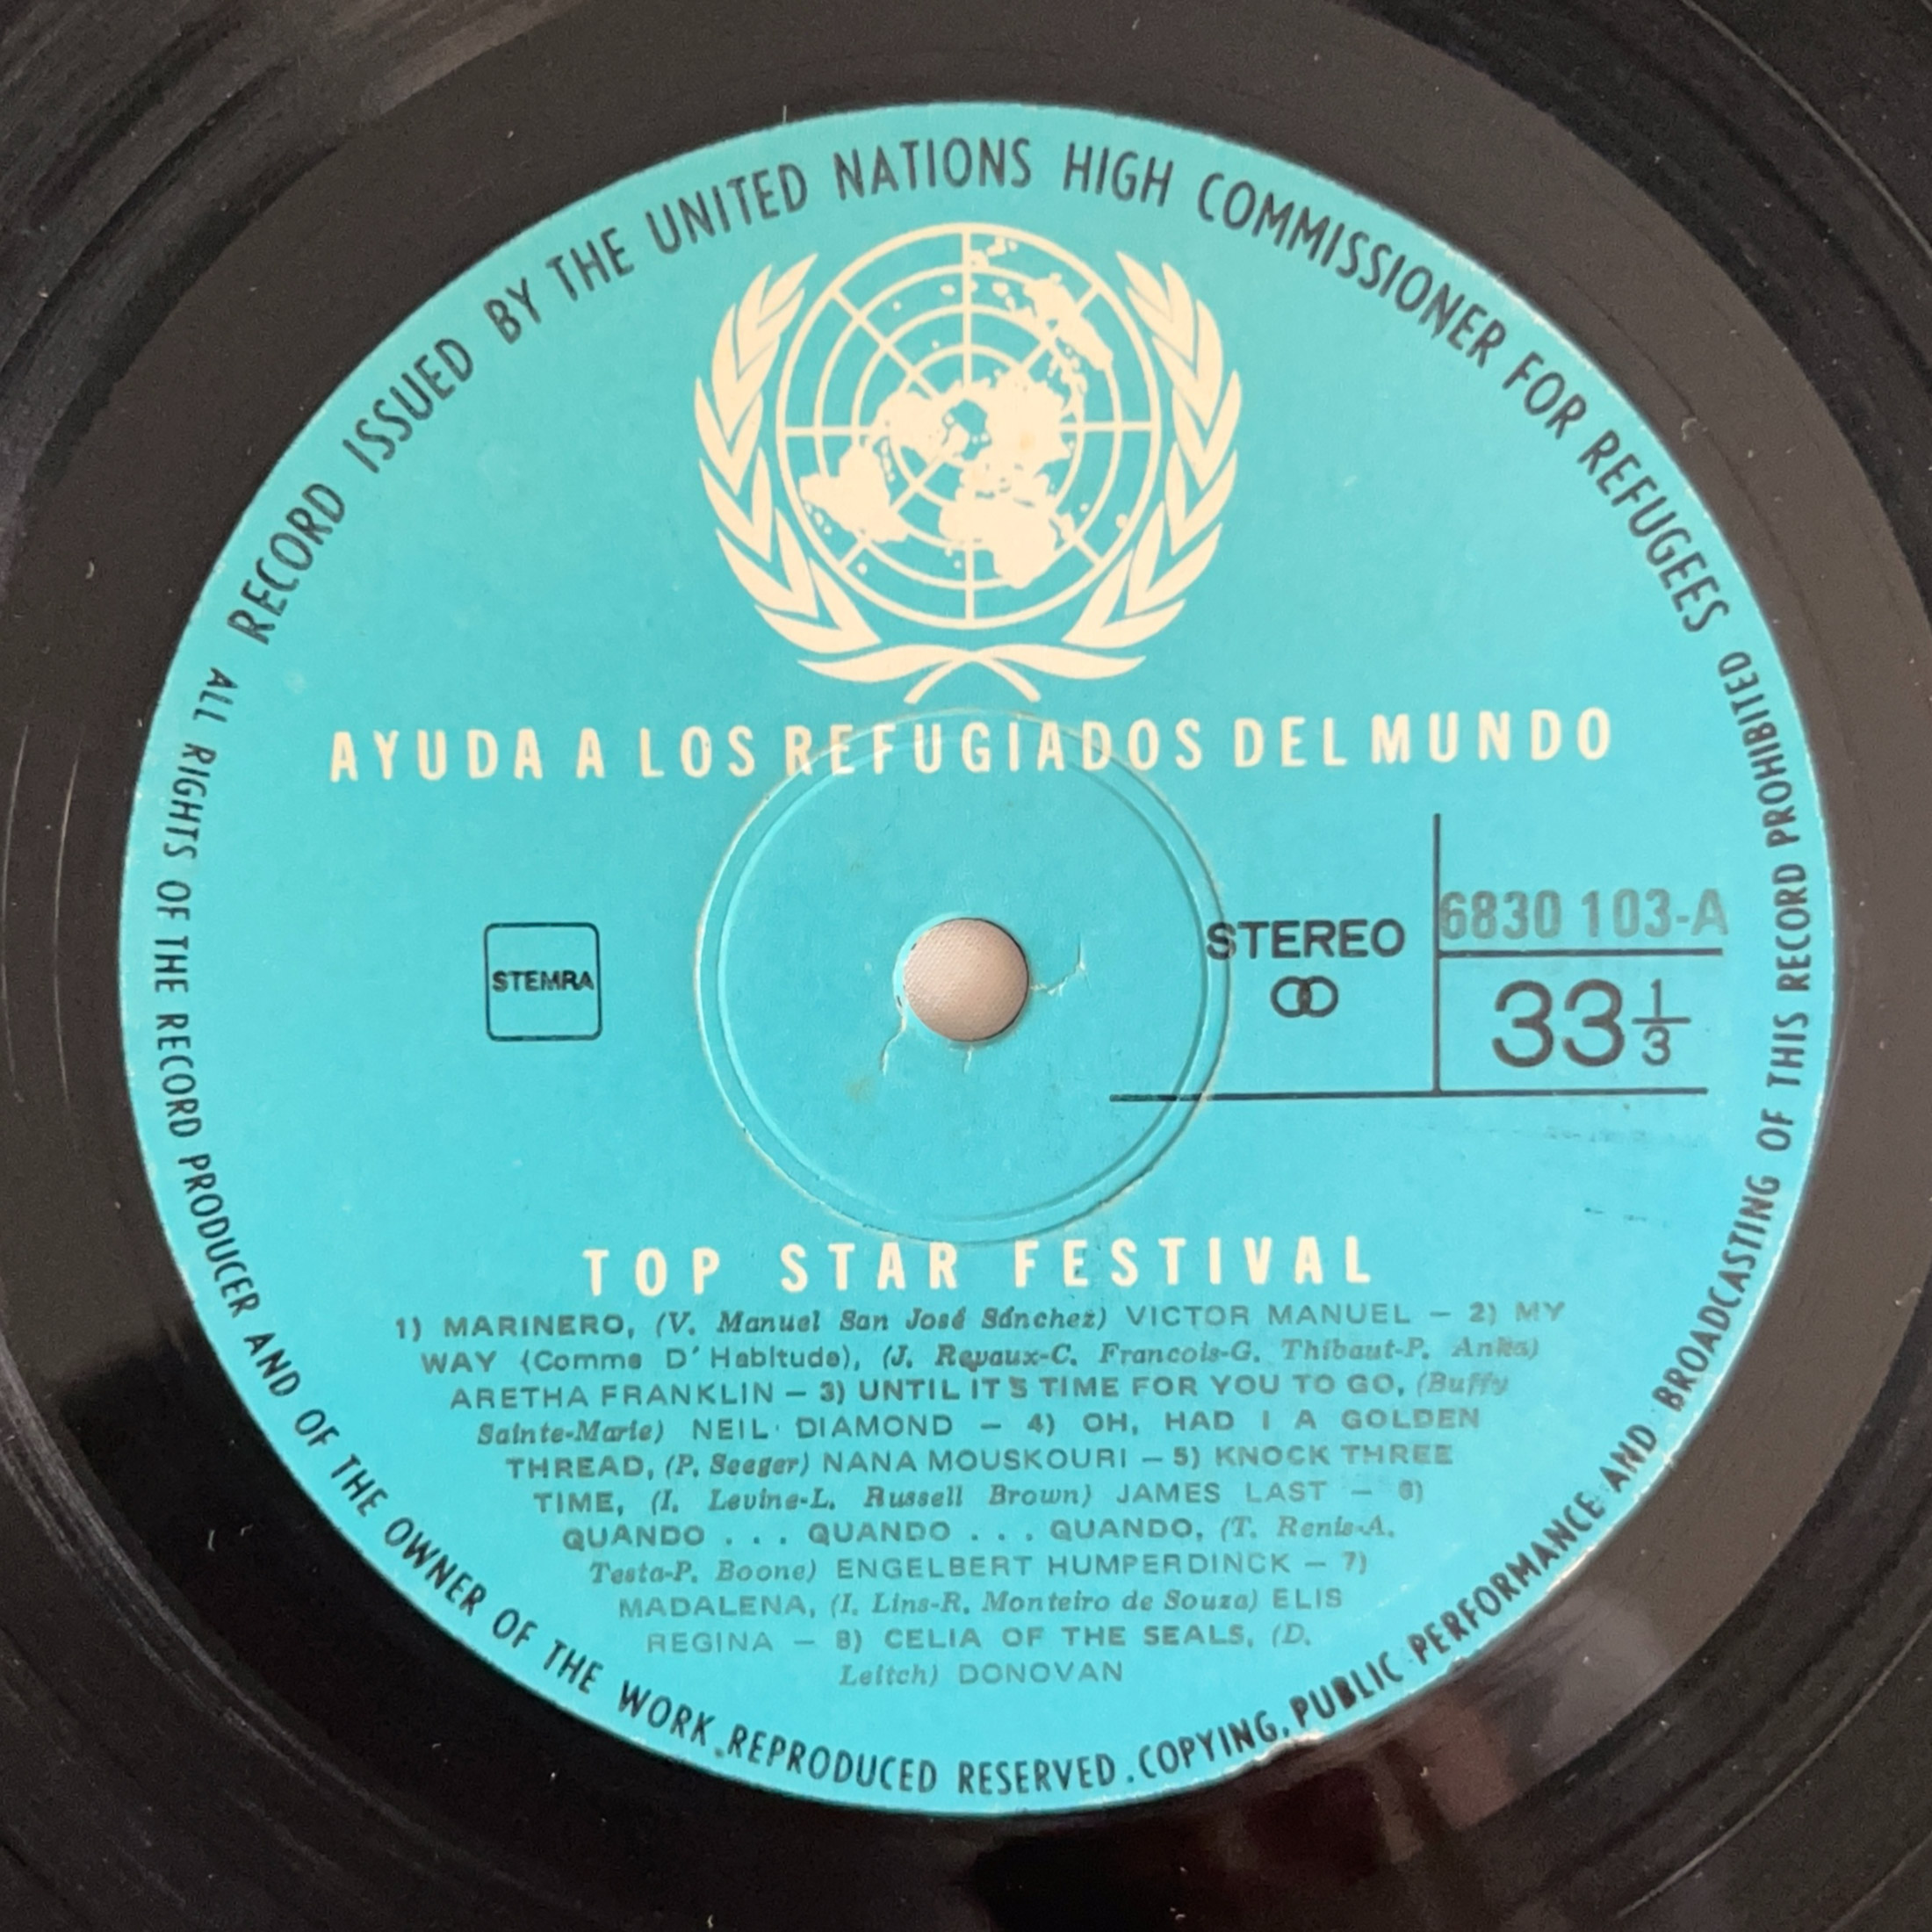 RECORD ISSUED BY THE UNITED NATIONS HIGH COMMISSIONER FOR REFUGEES
AYUDA A LOS REFUGIADOS DEL MUNDO
STEMRA
STEREO
6830 103-A
33 1/3
TOP STAR FESTIVAL
1) MARINERO, (V. Manuel San José Sánchez) VICTOR MANUEL – 2) MY
WAY (Comme D' Habitude), (J. Revaux-C. Francois-G. Thibaut-P. Anka)
ARETHA FRANKLIN – 3) UNTIL IT'S TIME FOR YOU TO GO, (Buffy
Sainte-Marie) NEIL DIAMOND – 4) OH, HAD I A GOLDEN
THREAD, (P. Seeger) NANA MOUSKOURI – 5) KNOCK THREE
TIME, (I. Levine-L. Russell Brown) JAMES LAST – 6)
QUANDO . . . QUANDO . . . QUANDO, (T. Renis-A.
Testa-P. Boone) ENGELBERT HUMPERDINCK – 7)
MADALENA, (I. Lins-R. Monteiro de Souza) ELIS
REGINA – 8) CELIA OF THE SEALS, (D.
Leitch) DONOVAN
ALL RIGHTS OF THE RECORD PRODUCER AND OF THE OWNER OF THE WORK REPRODUCED RESERVED. COPYING, PUBLIC PERFORMANCE AND BROADCASTING OF THIS RECORD PROHIBITED